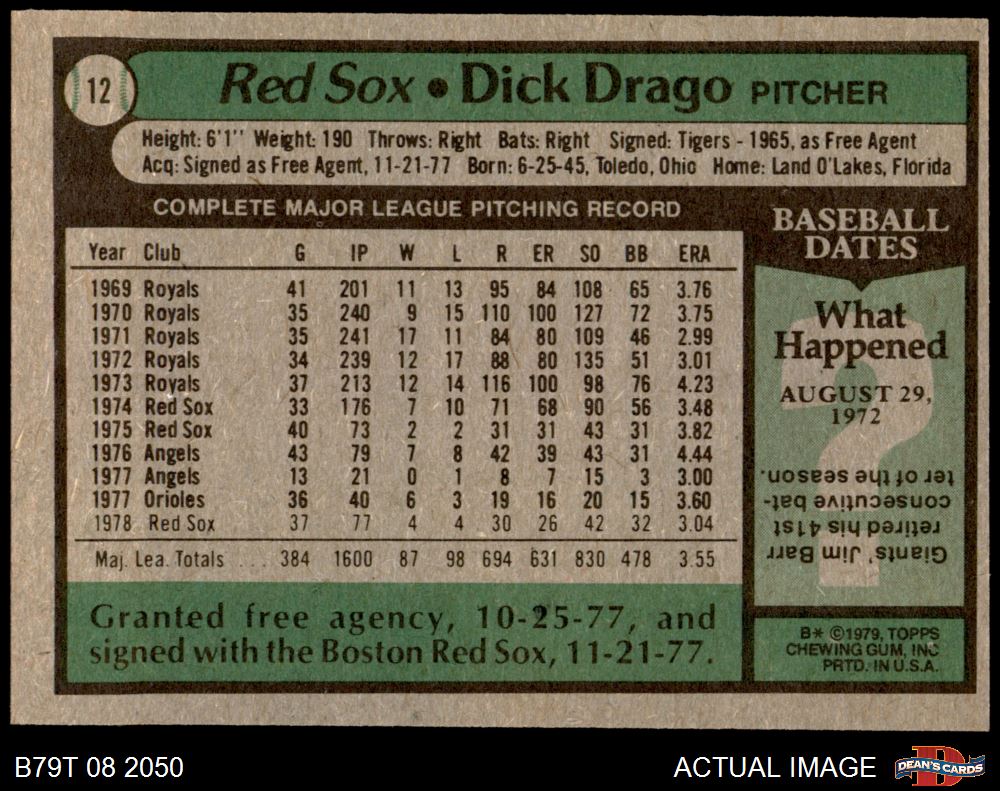 12
Red Sox • Dick Drago PITCHER
Height: 6'1" Weight: 190 Throws: Right Bats: Right Signed: Tigers - 1965, as Free Agent
Acq: Signed as Free Agent, 11-21-77 Born: 6-25-45, Toledo, Ohio Home: Land O'Lakes, Florida
COMPLETE MAJOR LEAGUE PITCHING RECORD
Year Club G IP W L R ER SO BB ERA
1969 Royals 41 201 11 13 95 84 108 65 3.76
1970 Royals 35 240 9 15 110 100 127 72 3.75
1971 Royals 35 241 17 11 84 80 109 46 2.99
1972 Royals 34 239 12 17 88 80 135 51 3.01
1973 Royals 37 213 12 14 116 100 98 76 4.23
1974 Red Sox 33 176 7 10 71 68 90 56 3.48
1975 Red Sox 40 73 2 2 31 31 43 31 3.82
1976 Angels 43 79 7 8 42 39 43 31 4.44
1977 Angels 13 21 0 1 8 7 15 3 3.00
1977 Orioles 36 40 6 3 19 16 20 15 3.60
1978 Red Sox 37 77 4 4 30 26 42 32 3.04
Maj. Lea. Totals ... 384 1600 87 98 694 631 830 478 3.55
Granted free agency, 10-25-77, and
signed with the Boston Red Sox, 11-21-77.
BASEBALL
DATES
What
Happened
AUGUST 29,
1972
?
Giants' Jim Barr
retired his 41st
consecutive bat-
ter of the season.
B* ©1979, TOPPS
CHEWING GUM, INC
PRTD. IN U.S.A.
B79T 08 2050
ACTUAL IMAGE
DEAN'S CARDS